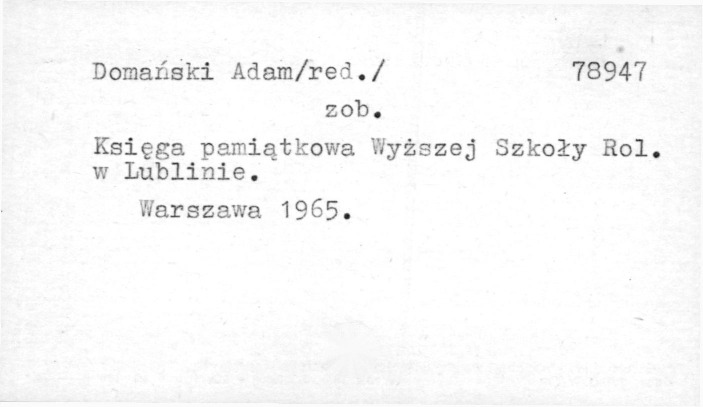 Domański Adam/red./ 78947
zob.
Księga pamiątkowa Wyższej Szkoły Rol.
w Lublinie.
Warszawa 1965.